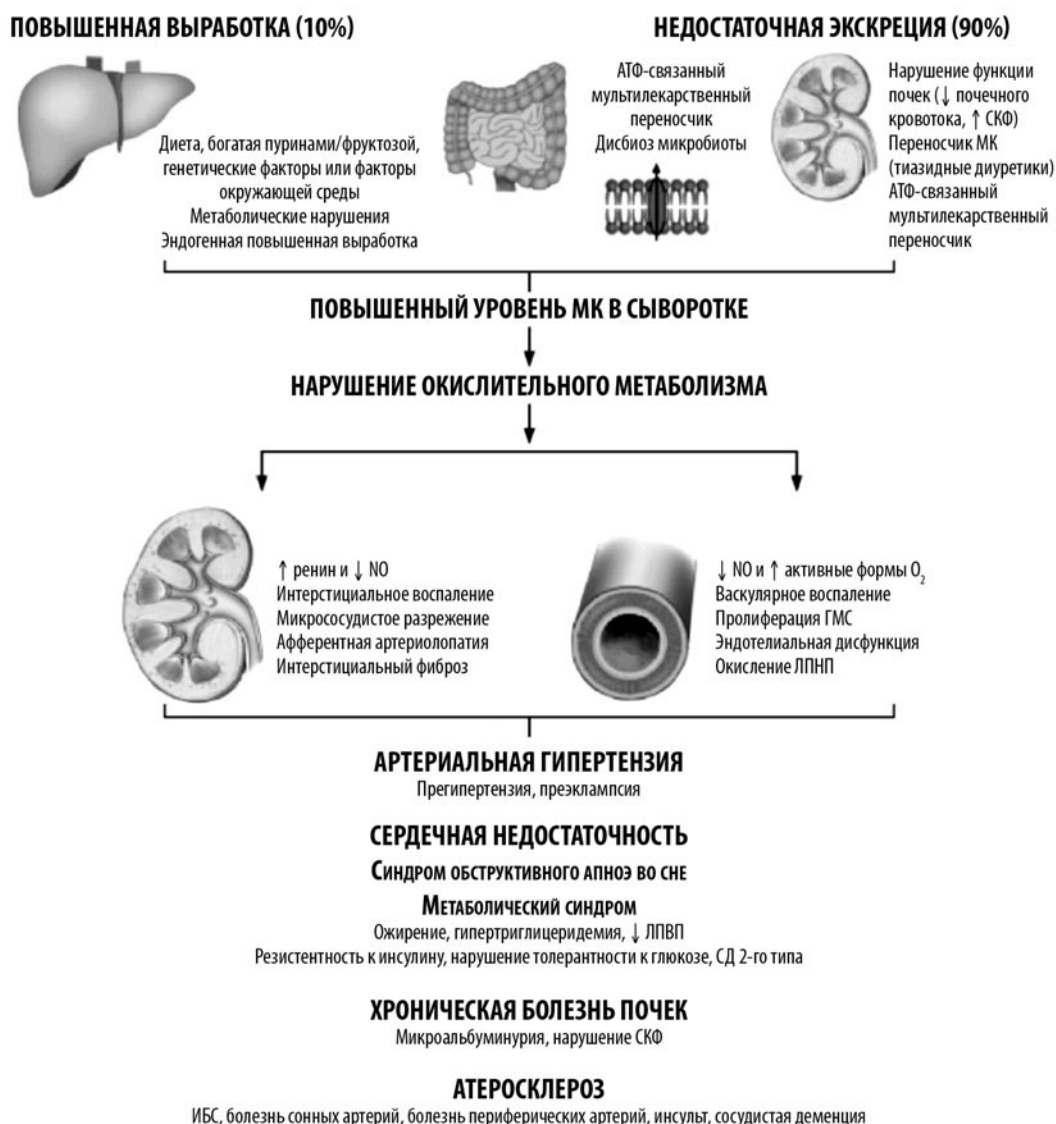 ПОВЫШЕННАЯ ВЫРАБОТКА (10%)
Диета, богатая пуринами/фруктозой,
генетические факторы или факторы
окружающей среды
Метаболические нарушения
Эндогенная повышенная выработка
НЕДОСТАТОЧНАЯ ЭКСКРЕЦИЯ (90%)
АТФ-связанный
мультилекарственный
переносчик
Дисбиоз микробиоты
Нарушение функции
почек (↓ почечного
кровотока, ↑ СКФ)
Переносчик МК
(тиазидные диуретики)
АТФ-связанный
мультилекарственный
переносчик
ПОВЫШЕННЫЙ УРОВЕНЬ МК В СЫВОРОТКЕ
НАРУШЕНИЕ ОКИСЛИТЕЛЬНОГО МЕТАБОЛИЗМА
↑ ренин и ↓ NO
Интерстициальное воспаление
Микрососудистое разрежение
Афферентная артериолопатия
Интерстициальный фиброз
↓ NO и ↑ активные формы O₂
Васкулярное воспаление
Пролиферация ГМС
Эндотелиальная дисфункция
Окисление ЛПНП
АРТЕРИАЛЬНАЯ ГИПЕРТЕНЗИЯ
Прегипертензия, преэклампсия
СЕРДЕЧНАЯ НЕДОСТАТОЧНОСТЬ
СИНДРОМ ОБСТРУКТИВНОГО АПНОЭ ВО СНЕ
МЕТАБОЛИЧЕСКИЙ СИНДРОМ
Ожирение, гипертриглицеридемия, ↓ ЛПВП
Резистентность к инсулину, нарушение толерантности к глюкозе, СД 2-го типа
ХРОНИЧЕСКАЯ БОЛЕЗНЬ ПОЧЕК
Микроальбуминурия, нарушение СКФ
АТЕРОСКЛЕРОЗ
ИБС, болезнь сонных артерий, болезнь периферических артерий, инсульт, сосудистая деменция